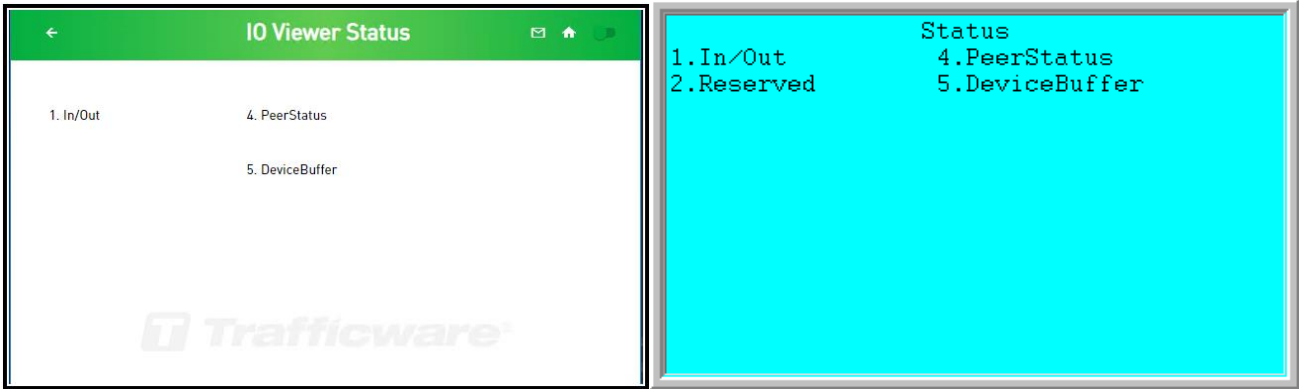 IO Viewer Status
1. In/Out 4. PeerStatus
5. DeviceBuffer
Trafficware®
Status
1.In/Out 4.PeerStatus
2.Reserved 5.DeviceBuffer